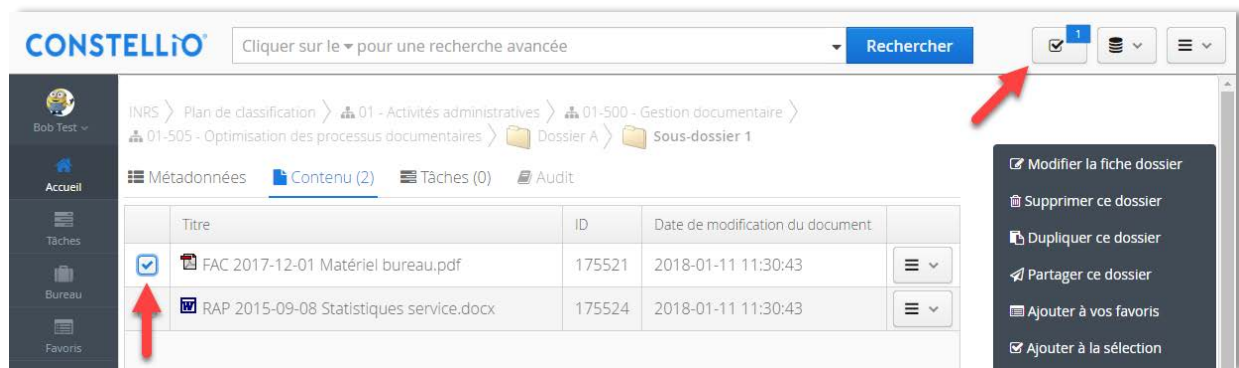 CONSTELLiO
Cliquer sur le ▾ pour une recherche avancée
Rechercher
1
Bob Test
INRS > Plan de classification > 01 - Activités administratives > 01-500 - Gestion documentaire >
01-505 - Optimisation des processus documentaires > Dossier A > Sous-dossier 1
Accueil
Tâches
Bureau
Favoris
Métadonnées Contenu (2) Tâches (0) Audit
Titre ID Date de modification du document
FAC 2017-12-01 Matériel bureau.pdf 175521 2018-01-11 11:30:43
RAP 2015-09-08 Statistiques service.docx 175524 2018-01-11 11:30:43
Modifier la fiche dossier
Supprimer ce dossier
Dupliquer ce dossier
Partager ce dossier
Ajouter à vos favoris
Ajouter à la sélection